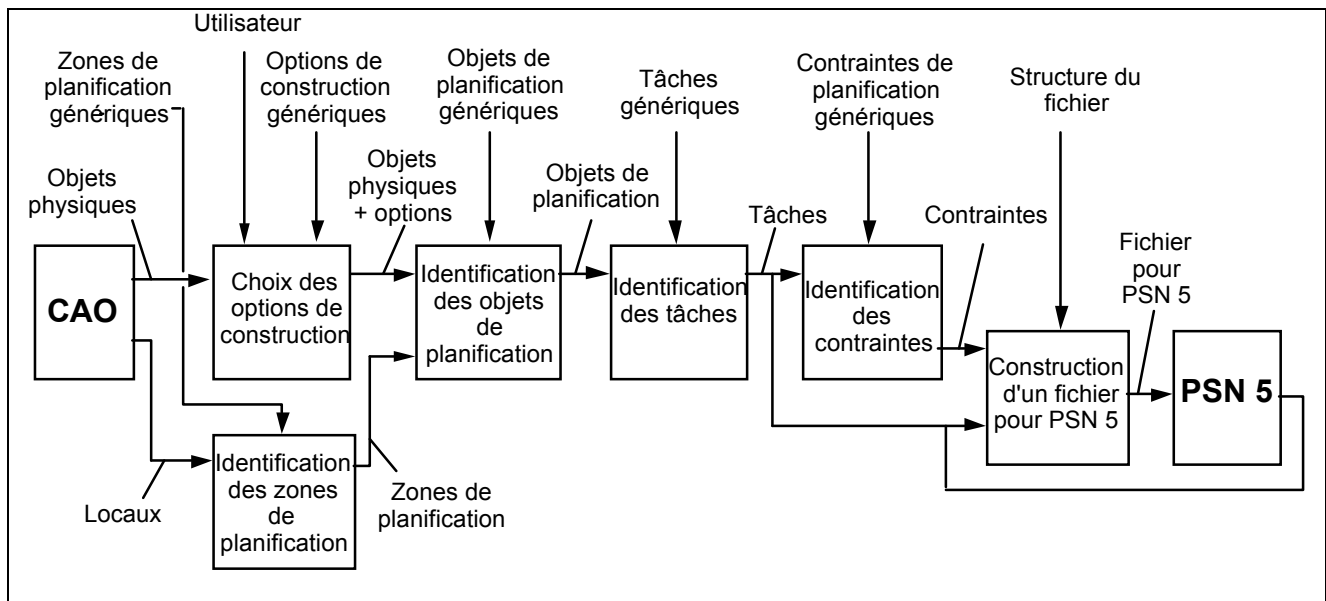 Utilisateur
Zones de
planification
génériques
Options de
construction
génériques
Objets de
planification
génériques
Tâches
génériques
Contraintes de
planification
génériques
Structure du
fichier
Objets
physiques
Objets
physiques
+ options
Objets de
planification
Tâches
Contraintes
Fichier
pour
PSN 5
CAO
Choix des
options de
construction
Identification
des objets
de
planification
Identification
des tâches
Identification
des
contraintes
Construction
d'un fichier
pour PSN 5
PSN 5
Locaux
Identification
des zones
de
planification
Zones de
planification